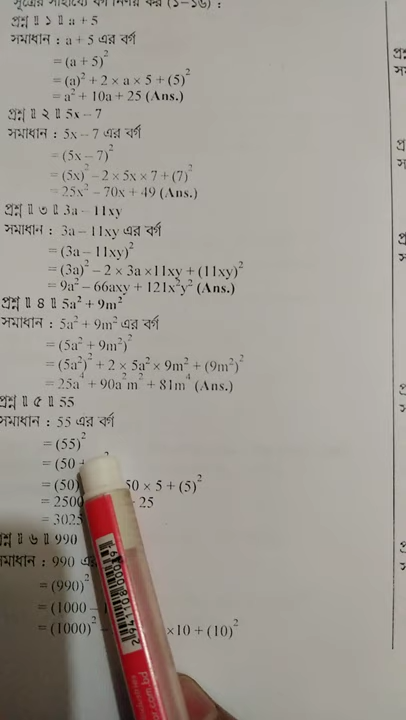 সূত্রের সাহায্যে বর্গ নির্ণয় কর (১–১৬) :
প্রশ্ন ॥ ১ ॥ a + 5
সমাধান : a + 5 এর বর্গ
= (a + 5)²
= (a)² + 2 × a × 5 + (5)²
= a² + 10a + 25 (Ans.)
প্রশ্ন ॥ ২ ॥ 5x – 7
সমাধান : 5x – 7 এর বর্গ
= (5x – 7)²
= (5x)² – 2 × 5x × 7 + (7)²
= 25x² – 70x + 49 (Ans.)
প্রশ্ন ॥ ৩ ॥ 3a – 11xy
সমাধান : 3a – 11xy এর বর্গ
= (3a – 11xy)²
= (3a)² – 2 × 3a ×11xy + (11xy)²
= 9a² – 66axy + 121x²y² (Ans.)
প্রশ্ন ॥ ৪ ॥ 5a² + 9m²
সমাধান : 5a² + 9m² এর বর্গ
= (5a² + 9m²)²
= (5a²)² + 2 × 5a² × 9m² + (9m²)²
= 25a⁴ + 90a²m² + 81m⁴ (Ans.)
প্রশ্ন ॥ ৫ ॥ 55
সমাধান : 55 এর বর্গ
= (55)²
= (50 +
= (50) 50 × 5 + (5)²
= 2500 25
= 3025
প্রশ্ন ॥ ৬ ॥ 990
সমাধান : 990 এর
= (990)²
= (1000 –
= (1000)² ×10 + (10)²